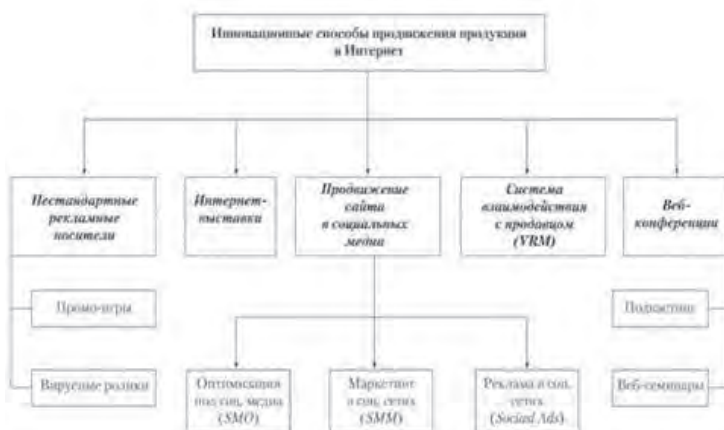 Инновационные способы продвижения продукции
в Интернет
Нестандартные
рекламные
носители
Интернет-
выставки
Продвижение
сайта
в социальных
медиа
Система
взаимодействия
с продавцом
(VRM)
Веб-
конференции
Промо-игры
Вирусные ролики
Оптимизация
под соц. медиа
(SMO)
Маркетинг
в соц. сетях
(SMM)
Реклама в соц.
сетях
(Social Ads)
Подкастинг
Веб-семинары